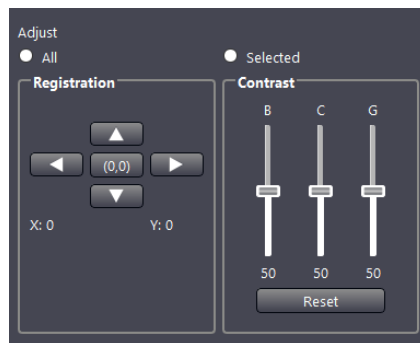 Adjust
All
Selected
Registration
(0,0)
X: 0 Y: 0
Contrast
B C G
50 50 50
Reset